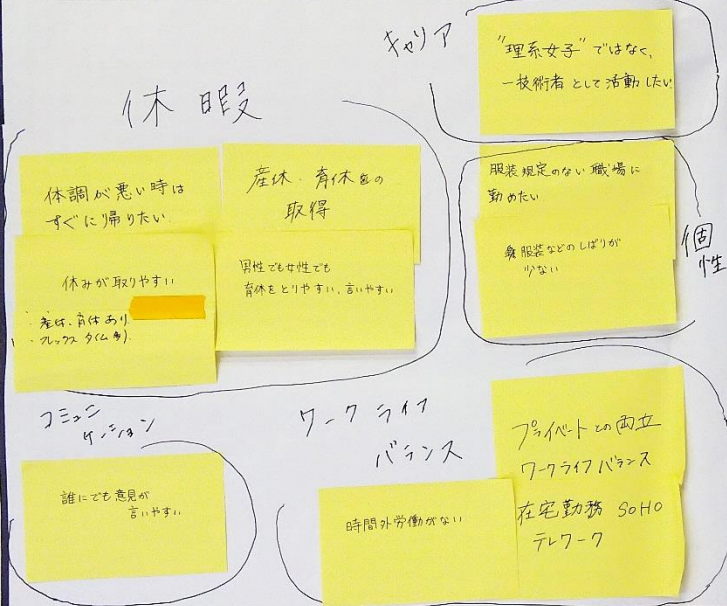 キャリア
"理系女子"ではなく、
一技術者として活動したい
休暇
体調が悪い時は
すぐに帰りたい
産休、育休の
取得
休みが取りやすい
・産休、育休あり
・フレックスタイム有)
男性でも女性でも
育休をとりやすい、言いやすい
服装規定のない職場に
勤めたい
服装などのしばりが
少ない
個性
コミュニ
ケーション
誰にでも意見が
言いやすい
ワークライフ
バランス
プライベートとの両立
ワークライフバランス
時間外労働がない
在宅勤務 SOHO
テレワーク